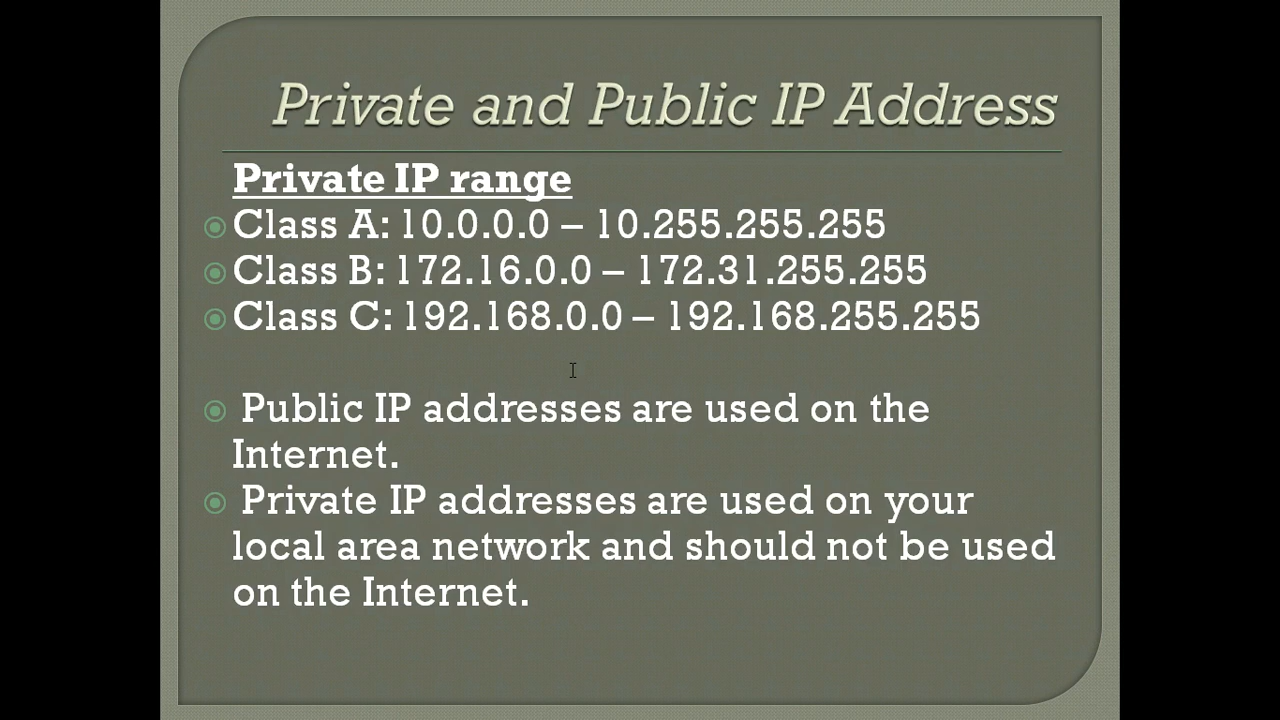 Private and Public IP Address
Private IP range
Class A: 10.0.0.0 – 10.255.255.255
Class B: 172.16.0.0 – 172.31.255.255
Class C: 192.168.0.0 – 192.168.255.255
Public IP addresses are used on the
Internet.
Private IP addresses are used on your
local area network and should not be used
on the Internet.